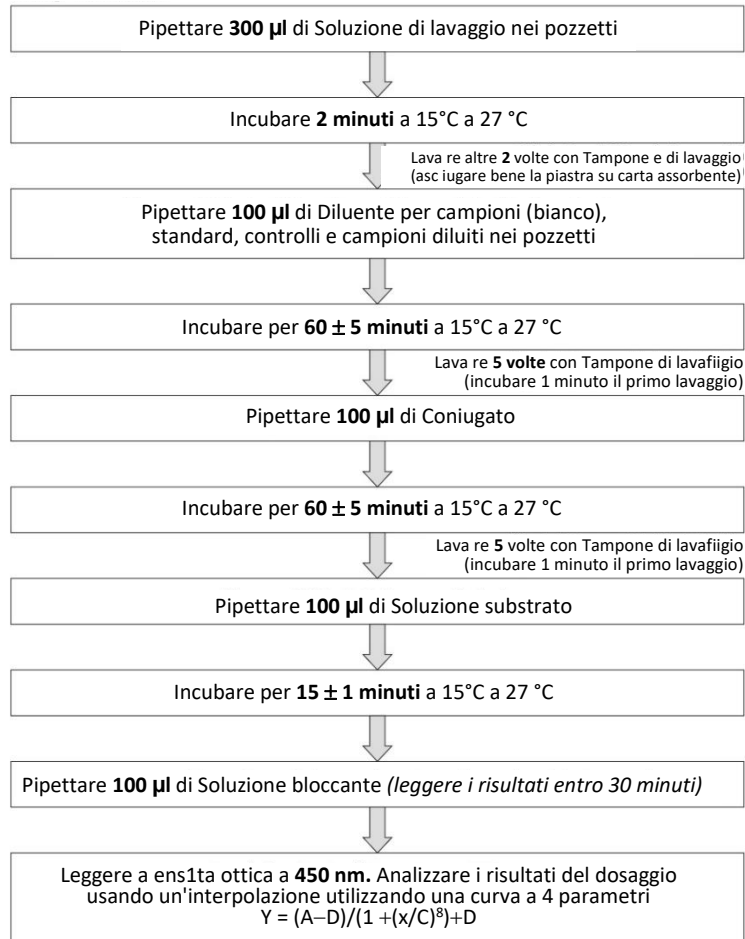 Pipettare 300 µl di Soluzione di lavaggio nei pozzetti
Incubare 2 minuti a 15°C a 27 °C
Lava re altre 2 volte con Tampone e di lavaggio
(asc iugare bene la piastra su carta assorbente)
Pipettare 100 µl di Diluente per campioni (bianco),
standard, controlli e campioni diluiti nei pozzetti
Incubare per 60 ± 5 minuti a 15°C a 27 °C
Lava re 5 volte con Tampone di lavafiigio
(incubare 1 minuto il primo lavaggio)
Pipettare 100 µl di Coniugato
Incubare per 60 ± 5 minuti a 15°C a 27 °C
Lava re 5 volte con Tampone di lavafiigio
(incubare 1 minuto il primo lavaggio)
Pipettare 100 µl di Soluzione substrato
Incubare per 15 ± 1 minuti a 15°C a 27 °C
Pipettare 100 µl di Soluzione bloccante (leggere i risultati entro 30 minuti)
Leggere a ens1ta ottica a 450 nm. Analizzare i risultati del dosaggio
usando un'interpolazione utilizzando una curva a 4 parametri
Y = (A−D)/(1 +(x/C)⁸)+D